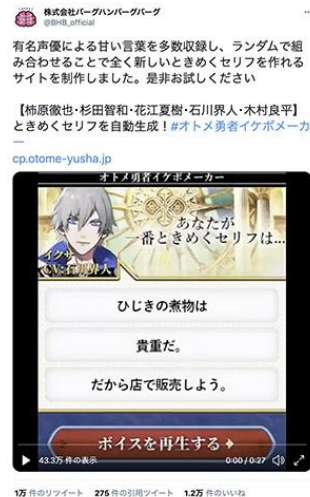 株式会社バーグハンバーグバーグ
@BHB_official
有名声優による甘い言葉を多数収録し、ランダムで組
み合わせることで全く新しいときめくセリフを作れる
サイトを制作しました。是非お試しください
【柿原徹也・杉田智和・花江夏樹・石川界人・木村良平】
ときめくセリフを自動生成！#オトメ勇者イケボメーカ
ー
cp.otome-yusha.jp
オトメ勇者イケボメーカー
あなたが
一番ときめくセリフは...
イクサ
CV:石川界人
ひじきの煮物は
貴重だ。
だから店で販売しよう。
ボイスを再生する
43.3万 件の表示
0:00 / 0:27
1万 件のリツイート 275 件の引用ツイート 1.2万 件のいいね